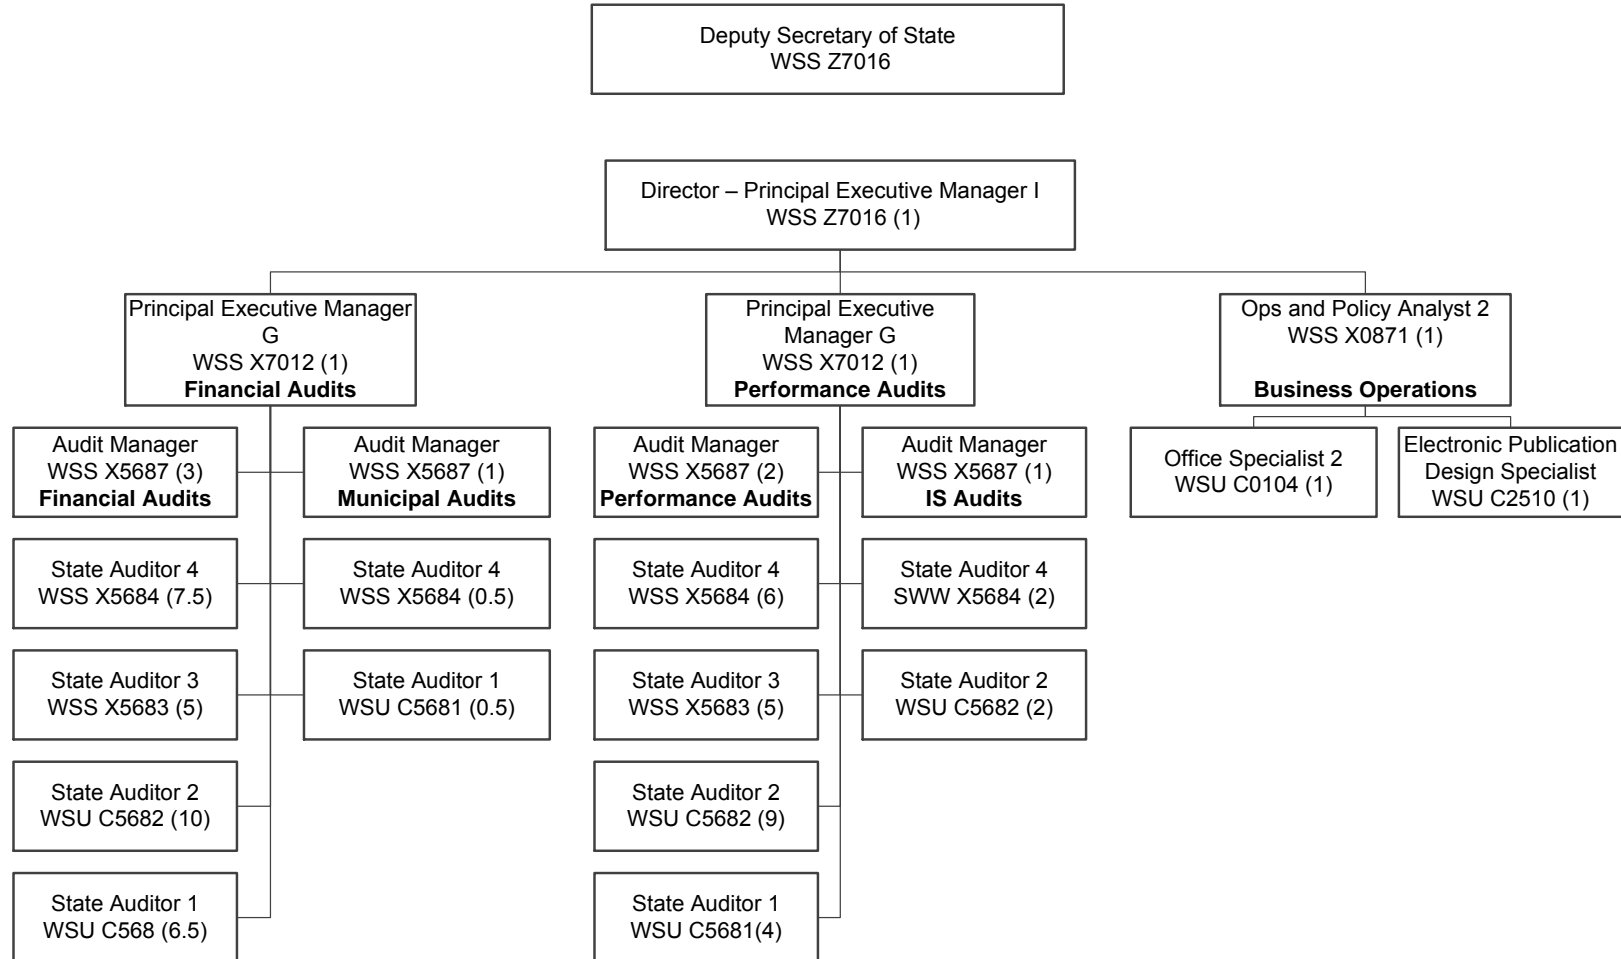 Deputy Secretary of State
WSS Z7016
Director – Principal Executive Manager I
WSS Z7016 (1)
Principal Executive Manager
G
WSS X7012 (1)
Financial Audits
Principal Executive
Manager G
WSS X7012 (1)
Performance Audits
Ops and Policy Analyst 2
WSS X0871 (1)
Business Operations
Audit Manager
WSS X5687 (3)
Financial Audits
Audit Manager
WSS X5687 (1)
Municipal Audits
Audit Manager
WSS X5687 (2)
Performance Audits
Audit Manager
WSS X5687 (1)
IS Audits
Office Specialist 2
WSU C0104 (1)
Electronic Publication
Design Specialist
WSU C2510 (1)
State Auditor 4
WSS X5684 (7.5)
State Auditor 4
WSS X5684 (0.5)
State Auditor 4
WSS X5684 (6)
State Auditor 4
SWW X5684 (2)
State Auditor 3
WSS X5683 (5)
State Auditor 1
WSU C5681 (0.5)
State Auditor 3
WSS X5683 (5)
State Auditor 2
WSU C5682 (2)
State Auditor 2
WSU C5682 (10)
State Auditor 2
WSU C5682 (9)
State Auditor 1
WSU C568 (6.5)
State Auditor 1
WSU C5681(4)